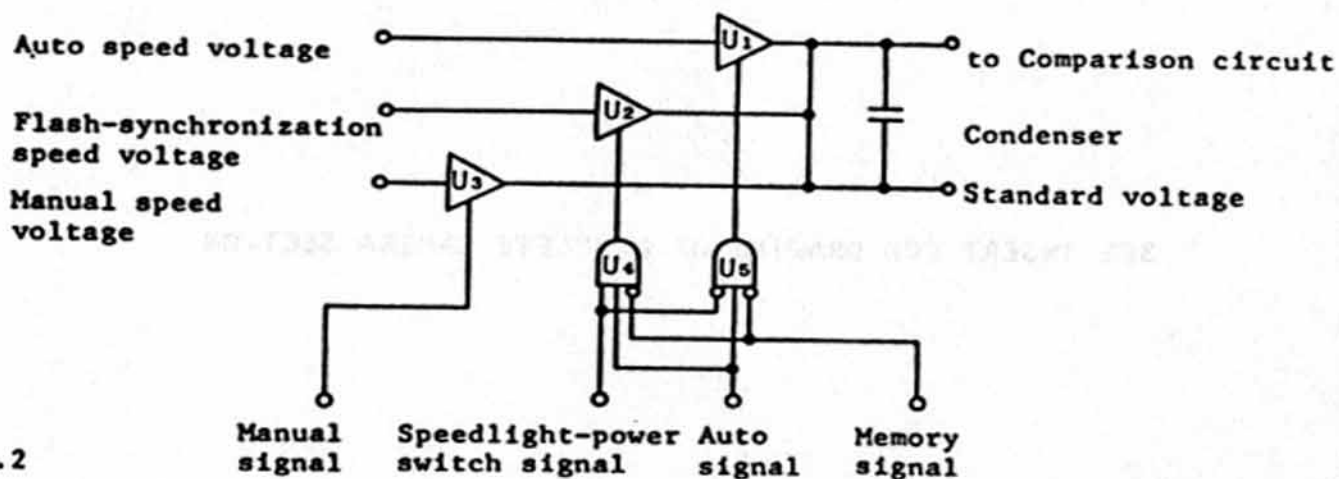 Auto speed voltage
U1
to Comparison circuit
U2
Flash-synchronization
speed voltage
Condenser
U3
Manual speed
voltage
Standard voltage
U4
U5
Manual
signal
Speedlight-power
switch signal
Auto
signal
Memory
signal
.2